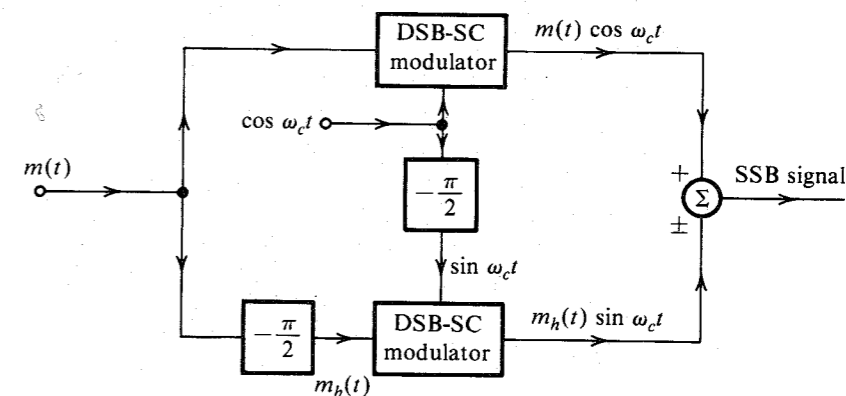 DSB-SC
modulator
m(t) cos ω_c t
cos ω_c t
m(t)
−π/2
+
Σ
±
SSB signal
sin ω_c t
−π/2
m_h(t)
DSB-SC
modulator
m_h(t) sin ω_c t